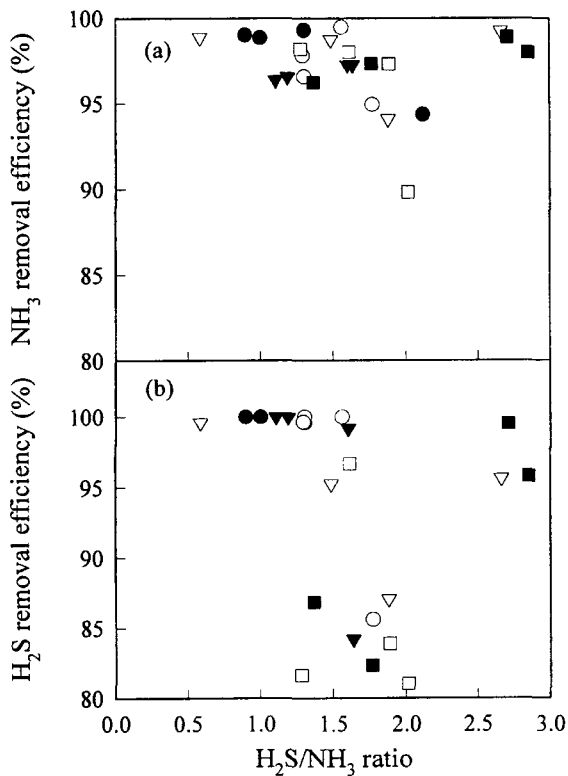 100
(a)
95
90
85
80
NH₃ removal efficiency (%)
(b)
100
95
90
85
80
H₂S removal efficiency (%)
0.0 0.5 1.0 1.5 2.0 2.5 3.0
H₂S/NH₃ ratio